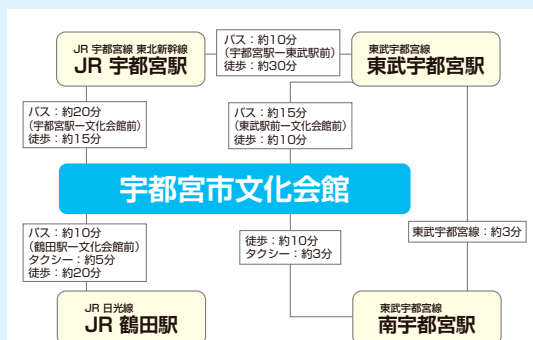 JR 宇都宮線 東北新幹線
JR 宇都宮駅
バス：約10分
（宇都宮駅ー東武駅前）
徒歩：約30分
東武宇都宮線
東武宇都宮駅
バス：約20分
（宇都宮駅ー文化会館前）
徒歩：約15分
バス：約15分
（東武駅前ー文化会館前）
徒歩：約10分
宇都宮市文化会館
バス：約10分
（鶴田駅ー文化会館前）
タクシー：約5分
徒歩：約20分
徒歩：約10分
タクシー：約3分
東武宇都宮線：約3分
JR 日光線
JR 鶴田駅
東武宇都宮線
南宇都宮駅